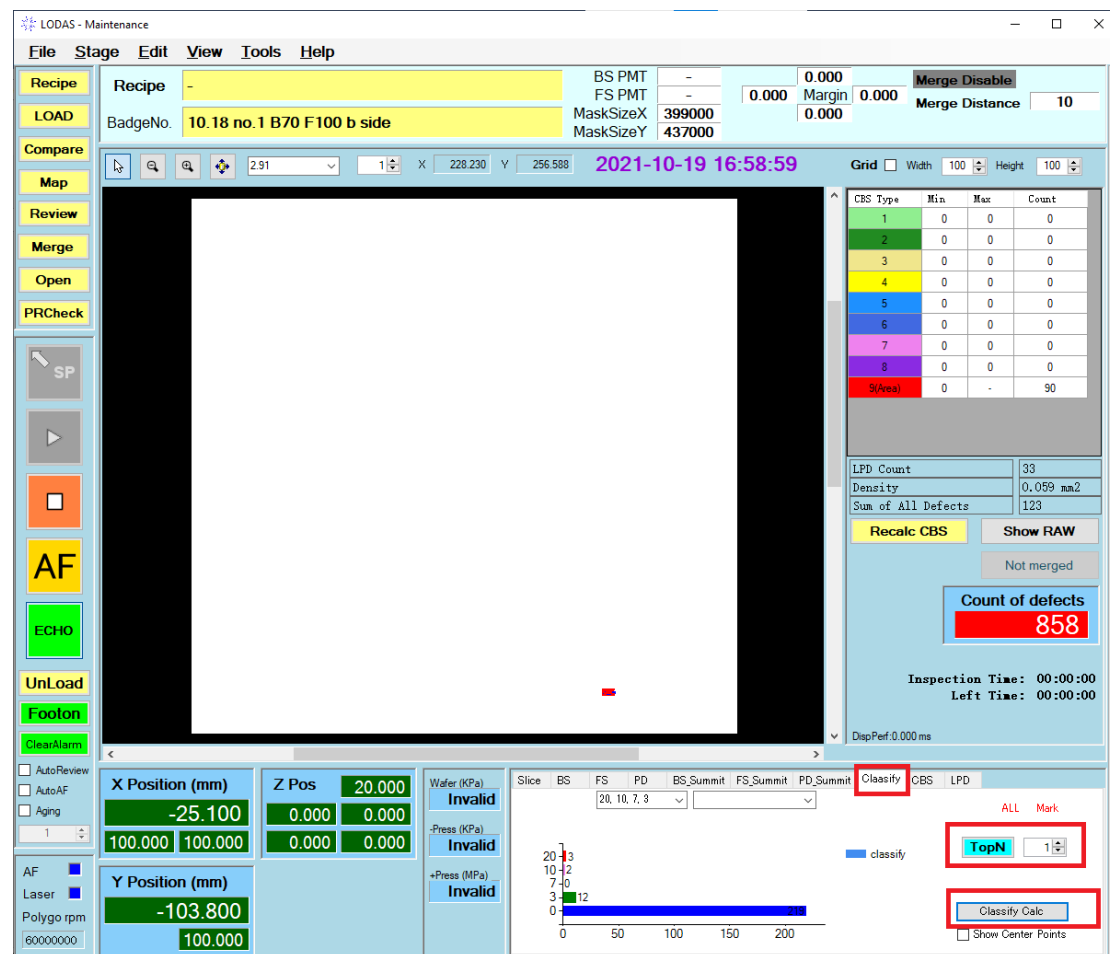 LODAS - Maintenance
File Stage Edit View Tools Help
Recipe
LOAD
Compare
Map
Review
Merge
Open
PRCheck
Recipe -
BadgeNo. 10.18 no.1 B70 F100 b side
BS PMT -
FS PMT -
MaskSizeX 399000
MaskSizeY 437000
0.000
0.000 Margin 0.000
0.000
Merge Disable
Merge Distance 10
2.91 1 X 228.230 Y 256.588 2021-10-19 16:58:59 Grid Width 100 Height 100
CBS Type Min Max Count
1 0 0 0
2 0 0 0
3 0 0 0
4 0 0 0
5 0 0 0
6 0 0 0
7 0 0 0
8 0 0 0
9(Area) 0 - 90
LPD Count 33
Density 0.059 mm2
Sum of All Defects 123
Recalc CBS Show RAW
Not merged
Count of defects
858
Inspection Time: 00:00:00
Left Time: 00:00:00
DispPerf:0.000 ms
SP
AF
ECHO
UnLoad
Footon
ClearAlarm
AutoReview
AutoAF
Aging
1
AF
Laser
Polygo rpm
60000000
X Position (mm)
-25.100
100.000 100.000
Y Position (mm)
-103.800
100.000
Z Pos 20.000
0.000 0.000
0.000 0.000
Wafer (KPa)
Invalid
-Press (KPa)
Invalid
+Press (MPa)
Invalid
Slice BS FS PD BS_Summit FS_Summit PD_Summit Claasify CBS LPD
20, 10, 7, 3
ALL Mark
TopN 1
classify
20 3
10 2
7 0
3 12
0
0 50 100 150 200
Classify Calc
Show Center Points